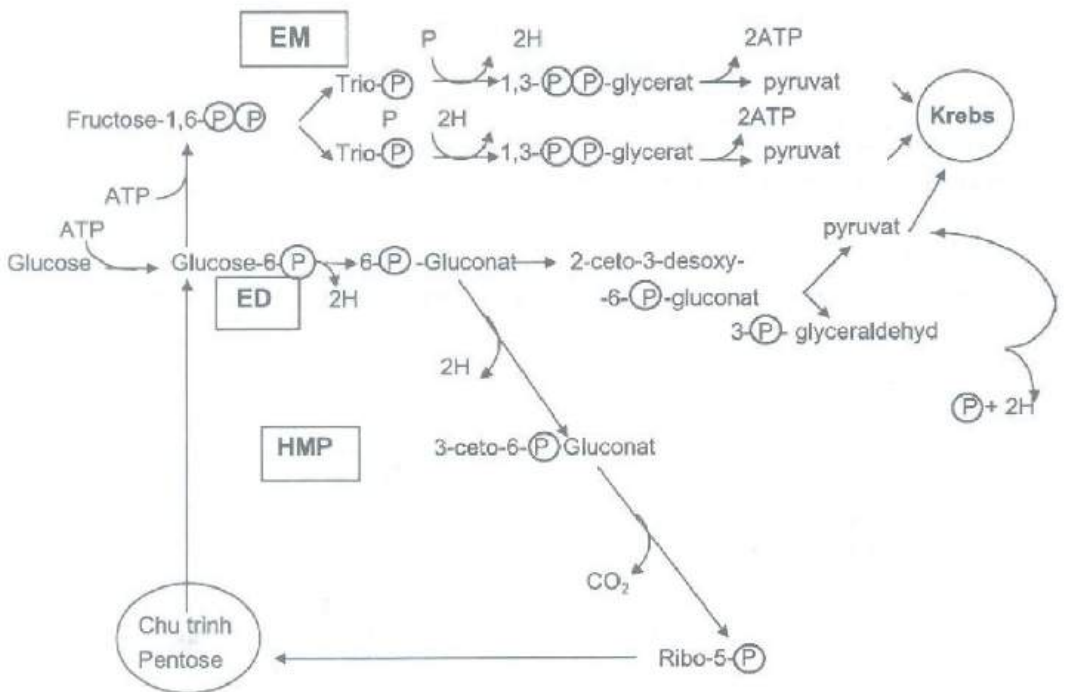 EM
P 2H 2ATP
Trio-Ⓟ 1,3-ⓅⓅ-glycerat pyruvat
Fructose-1,6-ⓅⓅ P 2H 2ATP Krebs
Trio-Ⓟ 1,3-ⓅⓅ-glycerat pyruvat
ATP
ATP pyruvat
Glucose Glucose-6-Ⓟ 6-Ⓟ-Gluconat 2-ceto-3-desoxy-
ED 2H -6-Ⓟ-gluconat
3-Ⓟ- glyceraldehyd
2H
Ⓟ + 2H
HMP 3-ceto-6-Ⓟ Gluconat
CO₂
Chu trình
Pentose Ribo-5-Ⓟ